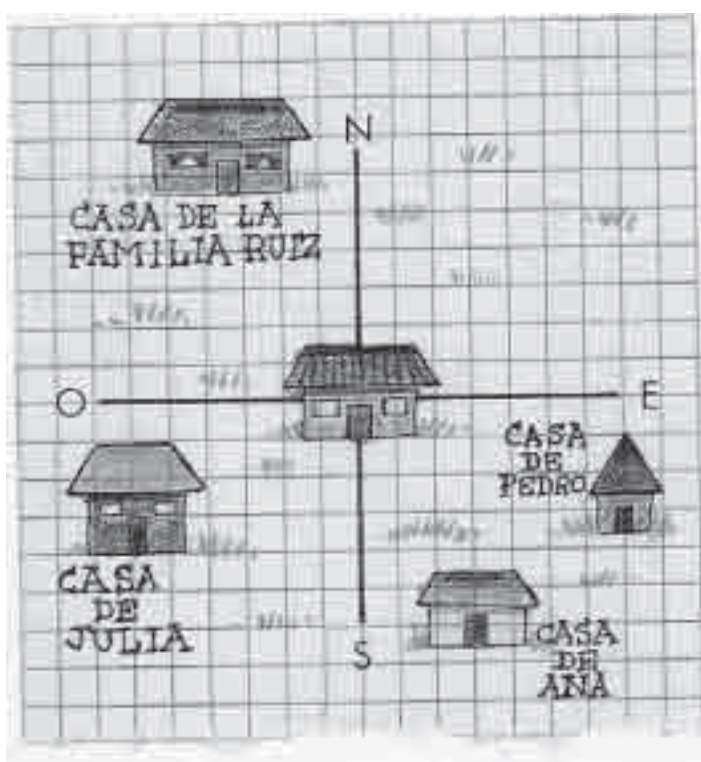 N
CASA DE LA
FAMILIA RUIZ
O
E
CASA
DE
PEDRO
CASA
DE
JULIA
S
CASA
DE
ANA